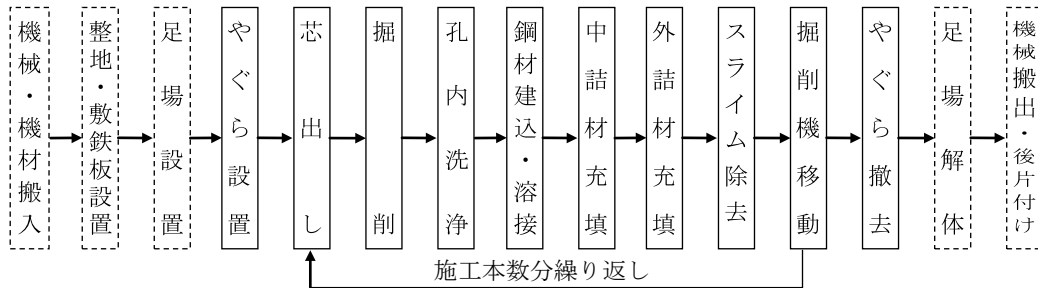 機械・機材搬入
整地・敷鉄板設置
足場設置
やぐら設置
芯出し
掘削
孔内洗浄
鋼材建込・溶接
中詰材充填
外詰材充填
スライム除去
掘削機移動
やぐら撤去
足場解体
機械搬出・後片付け
施工本数分繰り返し